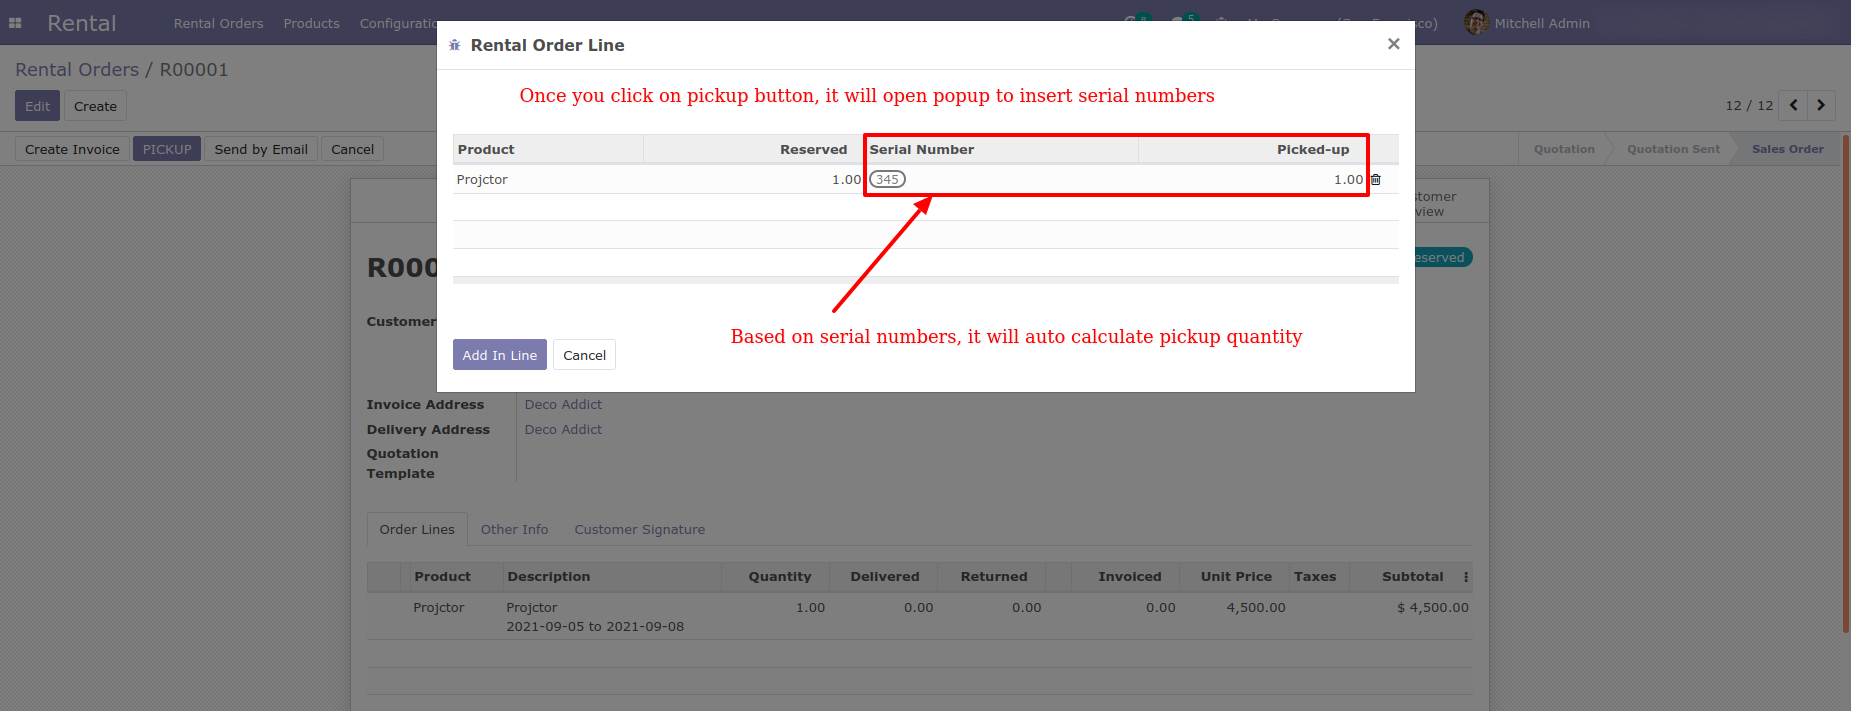 Rental Rental Orders Products Mitchell Admin
Rental Orders / R00001
Edit Create
12 / 12
Create Invoice PICKUP Send by Email Cancel
Quotation Quotation Sent Sales Order
Rental Order Line
Once you click on pickup button, it will open popup to insert serial numbers
Product Reserved Serial Number Picked-up
Projctor 1.00 345 1.00
Based on serial numbers, it will auto calculate pickup quantity
Add In Line Cancel
Customer
Invoice Address Deco Addict
Delivery Address Deco Addict
Quotation
Template
Order Lines Other Info Customer Signature
Product Description Quantity Delivered Returned Invoiced Unit Price Taxes Subtotal
Projctor Projctor 1.00 0.00 0.00 0.00 4,500.00 $ 4,500.00
2021-09-05 to 2021-09-08